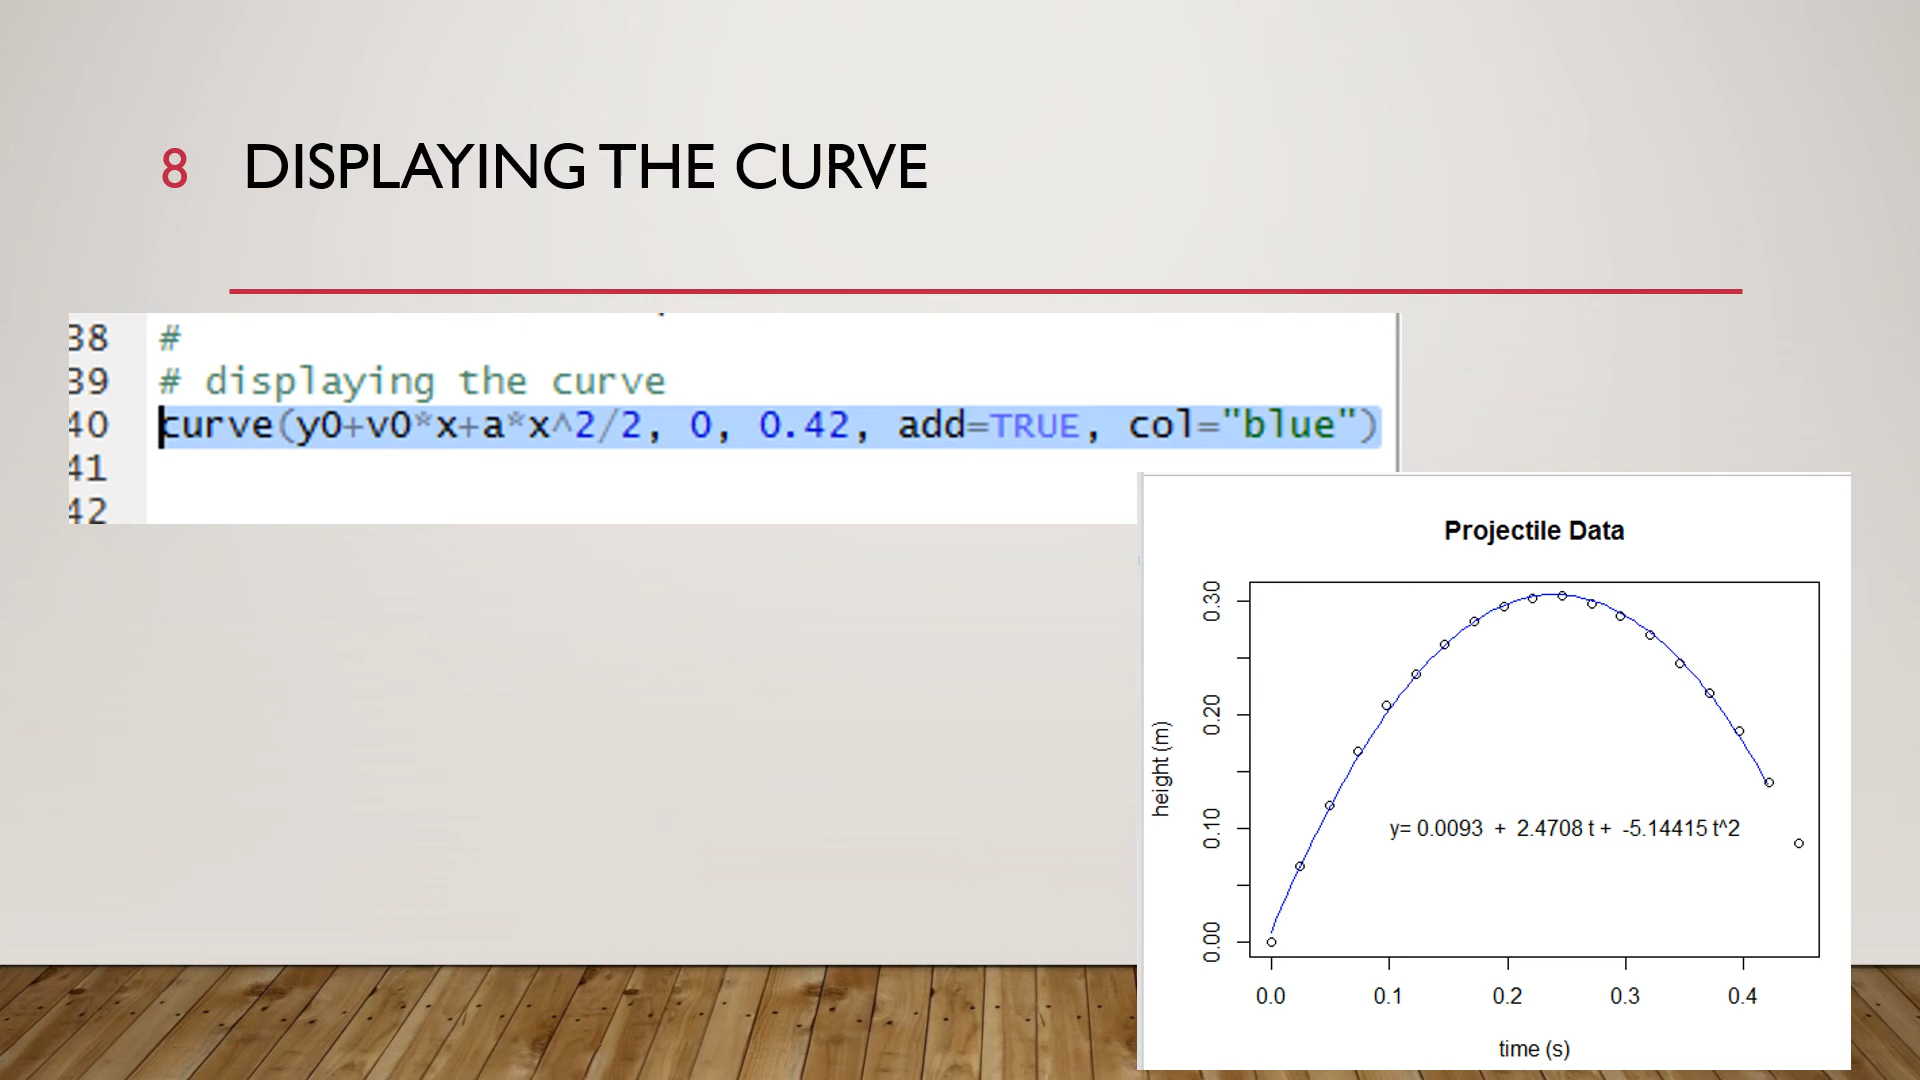 8 DISPLAYING THE CURVE
38 #
39 # displaying the curve
40 curve(y0+v0*x+a*x^2/2, 0, 0.42, add=TRUE, col="blue")
41
42
Projectile Data
0.30
0.20
0.10
0.00
height (m)
y= 0.0093 + 2.4708 t + -5.14415 t^2
0.0 0.1 0.2 0.3 0.4
time (s)